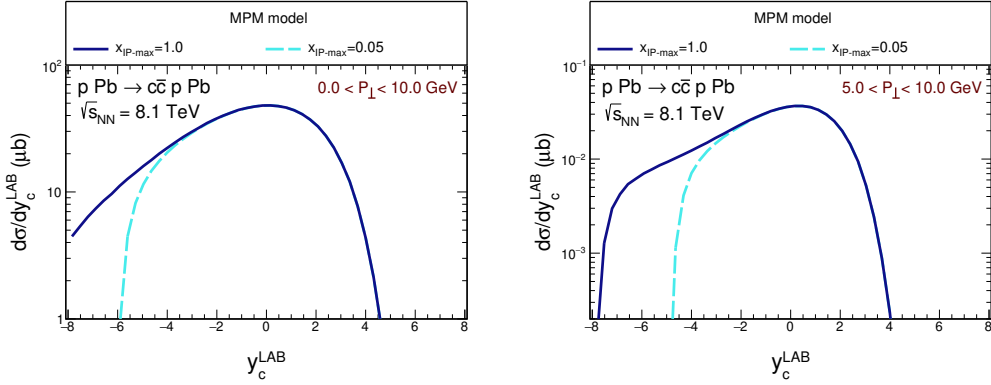 MPM model
x_IP-max=1.0 x_IP-max=0.05
10²
p Pb → cc̄ p Pb 0.0 < P⊥ < 10.0 GeV
√s_NN = 8.1 TeV
dσ/dy_c^LAB (μb)
10
1
−8 −6 −4 −2 0 2 4 6 8
y_c^LAB
MPM model
x_IP-max=1.0 x_IP-max=0.05
10⁻¹
p Pb → cc̄ p Pb 5.0 < P⊥ < 10.0 GeV
√s_NN = 8.1 TeV
dσ/dy_c^LAB (μb)
10⁻²
10⁻³
−8 −6 −4 −2 0 2 4 6 8
y_c^LAB